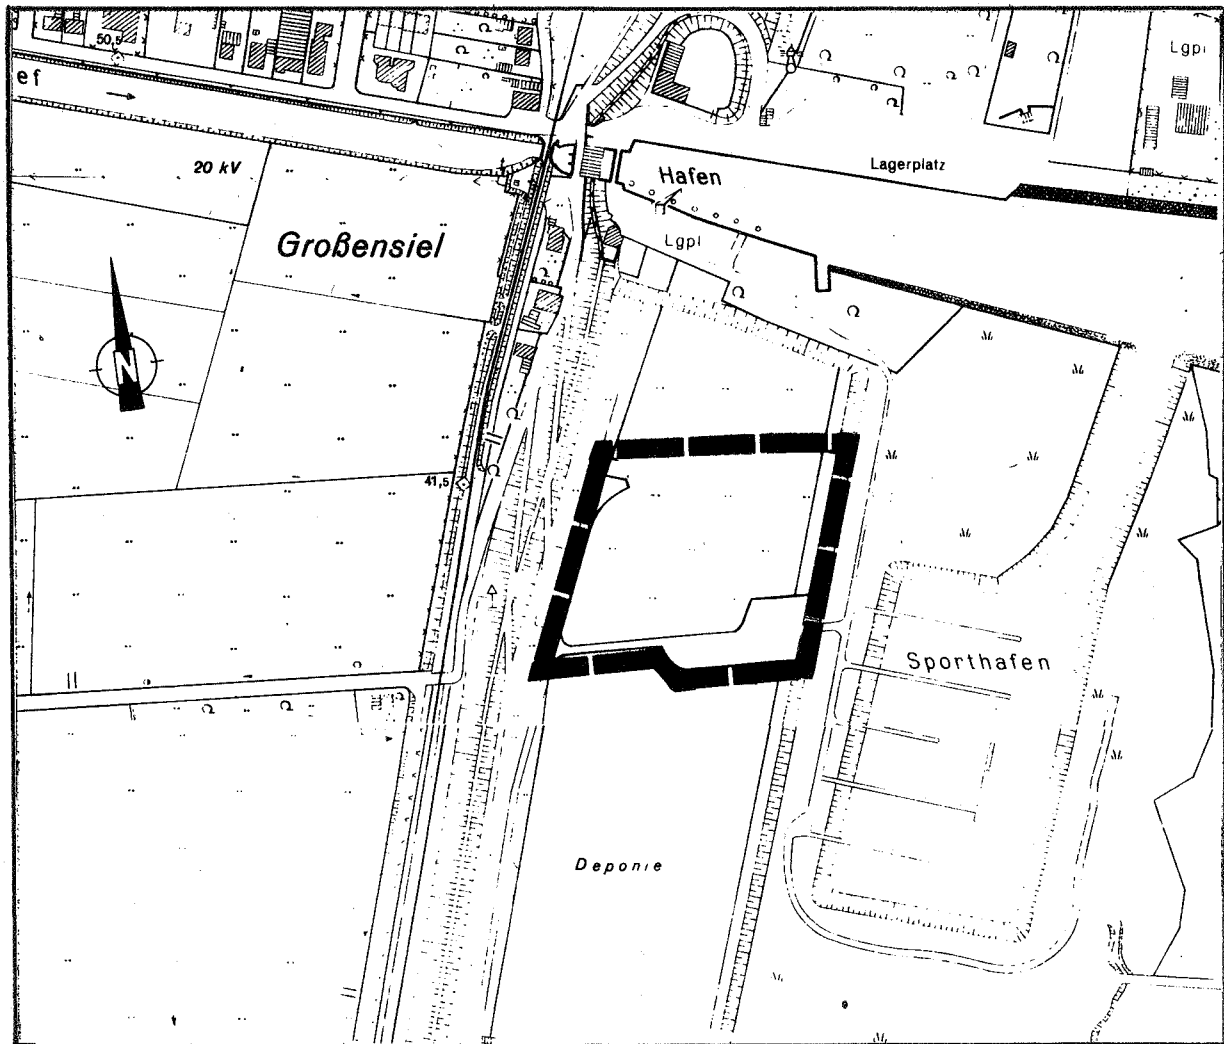 50,5
Lgpl
ef
20 kV
Lagerplatz
Hafen
Großensiel
Lgpl
N
41,5
Sporthafen
Deponie